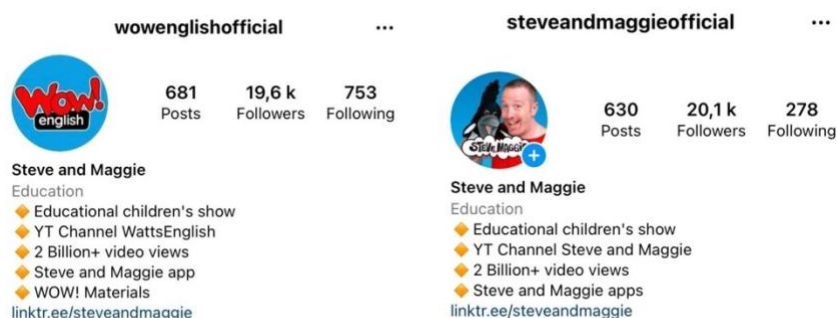 wowenglishofficial
...
Wow!
english
681
19,6 k
753
Posts
Followers
Following
Steve and Maggie
Education
🔸 Educational children's show
🔸 YT Channel WattsEnglish
🔸 2 Billion+ video views
🔸 Steve and Maggie app
🔸 WOW! Materials
linktr.ee/steveandmaggie
steveandmaggieofficial
...
STEVE MAGGIE
630
20,1 k
278
Posts
Followers
Following
Steve and Maggie
Education
🔸 Educational children's show
🔸 YT Channel Steve and Maggie
🔸 2 Billion+ video views
🔸 Steve and Maggie apps
linktr.ee/steveandmaggie